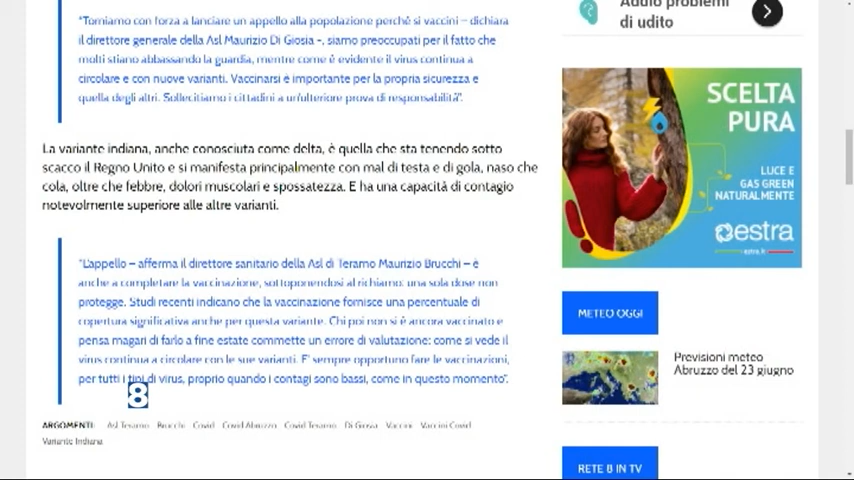 "Torniamo con forza a lanciare un appello alla popolazione perché si vaccini – dichiara
il direttore generale della Asl Maurizio Di Giosia -, siamo preoccupati per il fatto che
molti stiano abbassando la guardia, mentre come è evidente il virus continua a
circolare e con nuove varianti. Vaccinarsi è importante per la propria sicurezza e
quella degli altri. Sollecitiamo i cittadini a un'ulteriore prova di responsabilità".
La variante indiana, anche conosciuta come delta, è quella che sta tenendo sotto
scacco il Regno Unito e si manifesta principalmente con mal di testa e di gola, naso che
cola, oltre che febbre, dolori muscolari e spossatezza. E ha una capacità di contagio
notevolmente superiore alle altre varianti.
"L'appello – afferma il direttore sanitario della Asl di Teramo Maurizio Brucchi – è
anche a completare la vaccinazione, sottoponendosi al richiamo: una sola dose non
protegge. Studi recenti indicano che la vaccinazione fornisce una percentuale di
copertura significativa anche per questa variante. Chi poi non si è ancora vaccinato e
pensa magari di farlo a fine estate commette un errore di valutazione: come si vede il
virus continua a circolare con le sue varianti. E' sempre opportuno fare le vaccinazioni,
per tutti i tipi di virus, proprio quando i contagi sono bassi, come in questo momento".
8
ARGOMENTI: Asl Teramo Brucchi Covid Covid Abruzzo Covid Teramo Di Giosia Vaccini Vaccini Covid
Variante Indiana
Addio problemi
di udito
SCELTA
PURA
LUCE E
GAS GREEN
NATURALMENTE
estra
estra.it
METEO OGGI
Previsioni meteo
Abruzzo del 23 giugno
RETE 8 IN TV